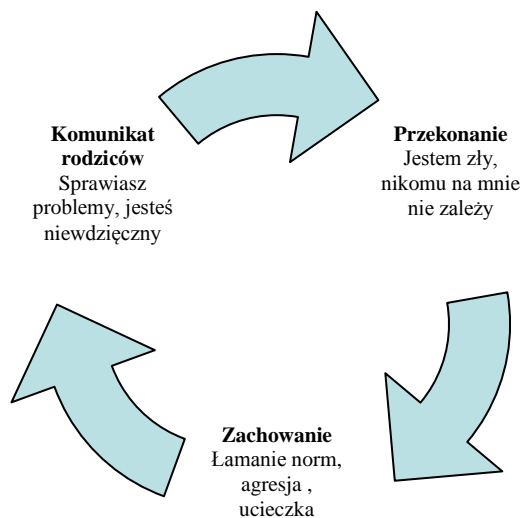 Komunikat
rodziców
Sprawiasz
problemy, jesteś
niewdzięczny
Przekonanie
Jestem zły,
nikomu na mnie
nie zależy
Zachowanie
Łamanie norm,
agresja ,
ucieczka